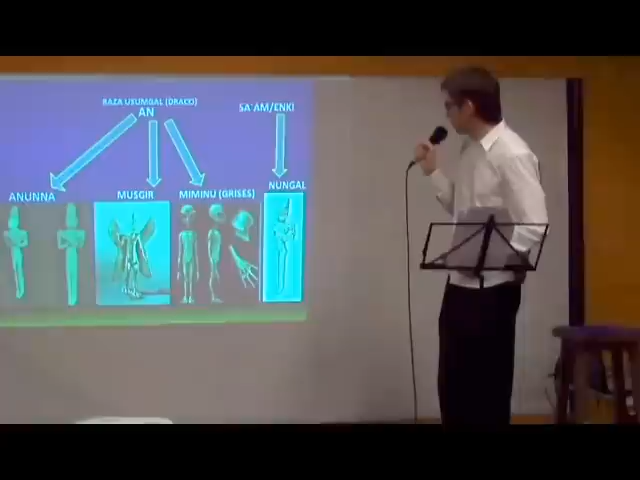 RAZA USUMGAL (DRACO)
AN
SA´AM/ENKI
ANUNNA
MUSGIR
MIMINU (GRISES)
NUNGAL